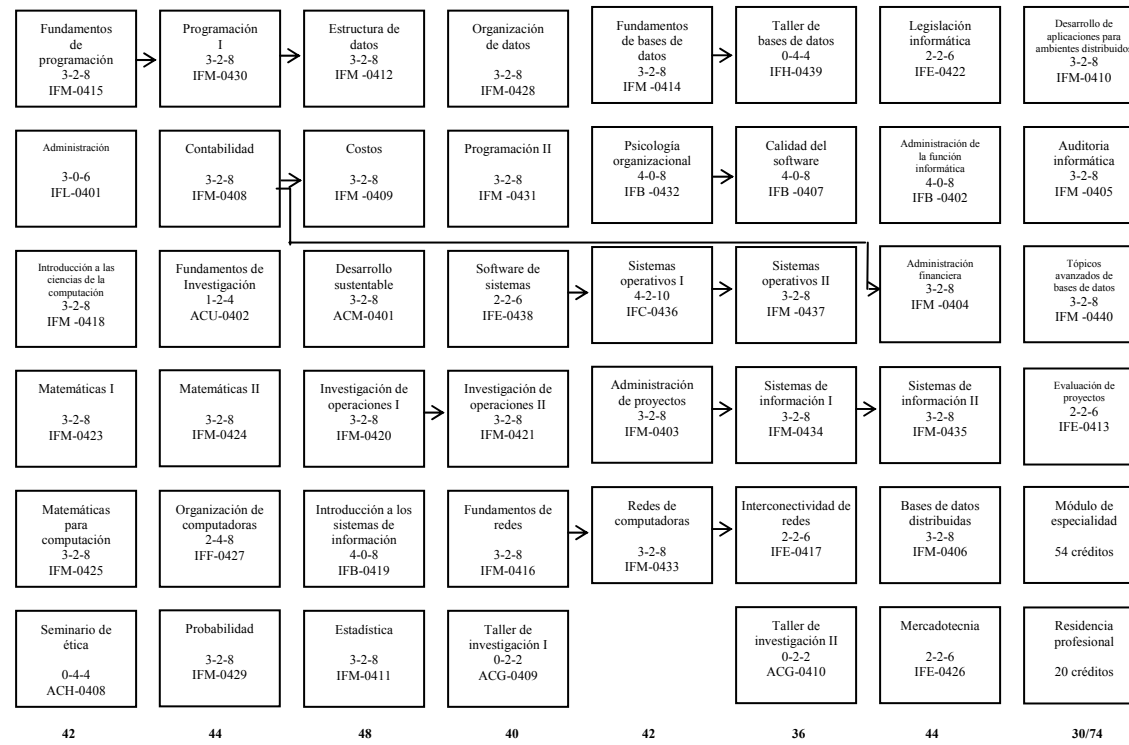 Fundamentos
de
programación
3-2-8
IFM-0415
Programación
I
3-2-8
IFM-0430
Estructura de
datos
3-2-8
IFM -0412
Organización
de datos
3-2-8
IFM-0428
Fundamentos
de bases de
datos
3-2-8
IFM -0414
Taller de
bases de datos
0-4-4
IFH-0439
Legislación
informática
2-2-6
IFE-0422
Desarrollo de
aplicaciones para
ambientes distribuidos
3-2-8
IFM-0410
Administración
3-0-6
IFL-0401
Contabilidad
3-2-8
IFM-0408
Costos
3-2-8
IFM -0409
Programación II
3-2-8
IFM -0431
Psicología
organizacional
4-0-8
IFB -0432
Calidad del
software
4-0-8
IFB -0407
Administración de
la función
informática
4-0-8
IFB -0402
Auditoria
informática
3-2-8
IFM -0405
Introducción a las
ciencias de la
computación
3-2-8
IFM -0418
Fundamentos de
Investigación
1-2-4
ACU-0402
Desarrollo
sustentable
3-2-8
ACM-0401
Software de
sistemas
2-2-6
IFE-0438
Sistemas
operativos I
4-2-10
IFC-0436
Sistemas
operativos II
3-2-8
IFM -0437
Administración
financiera
3-2-8
IFM -0404
Tópicos
avanzados de
bases de datos
3-2-8
IFM -0440
Matemáticas I
3-2-8
IFM-0423
Matemáticas II
3-2-8
IFM-0424
Investigación de
operaciones I
3-2-8
IFM-0420
Investigación de
operaciones II
3-2-8
IFM-0421
Administración
de proyectos
3-2-8
IFM-0403
Sistemas de
información I
3-2-8
IFM-0434
Sistemas de
información II
3-2-8
IFM-0435
Evaluación de
proyectos
2-2-6
IFE-0413
Matemáticas
para
computación
3-2-8
IFM-0425
Organización de
computadoras
2-4-8
IFF-0427
Introducción a los
sistemas de
información
4-0-8
IFB-0419
Fundamentos de
redes
3-2-8
IFM-0416
Redes de
computadoras
3-2-8
IFM-0433
Interconectividad de
redes
2-2-6
IFE-0417
Bases de datos
distribuidas
3-2-8
IFM-0406
Módulo de
especialidad
54 créditos
Seminario de
ética
0-4-4
ACH-0408
Probabilidad
3-2-8
IFM-0429
Estadística
3-2-8
IFM-0411
Taller de
investigación I
0-2-2
ACG-0409
Taller de
investigación II
0-2-2
ACG-0410
Mercadotecnia
2-2-6
IFE-0426
Residencia
profesional
20 créditos
42 44 48 40 42 36 44 30/74